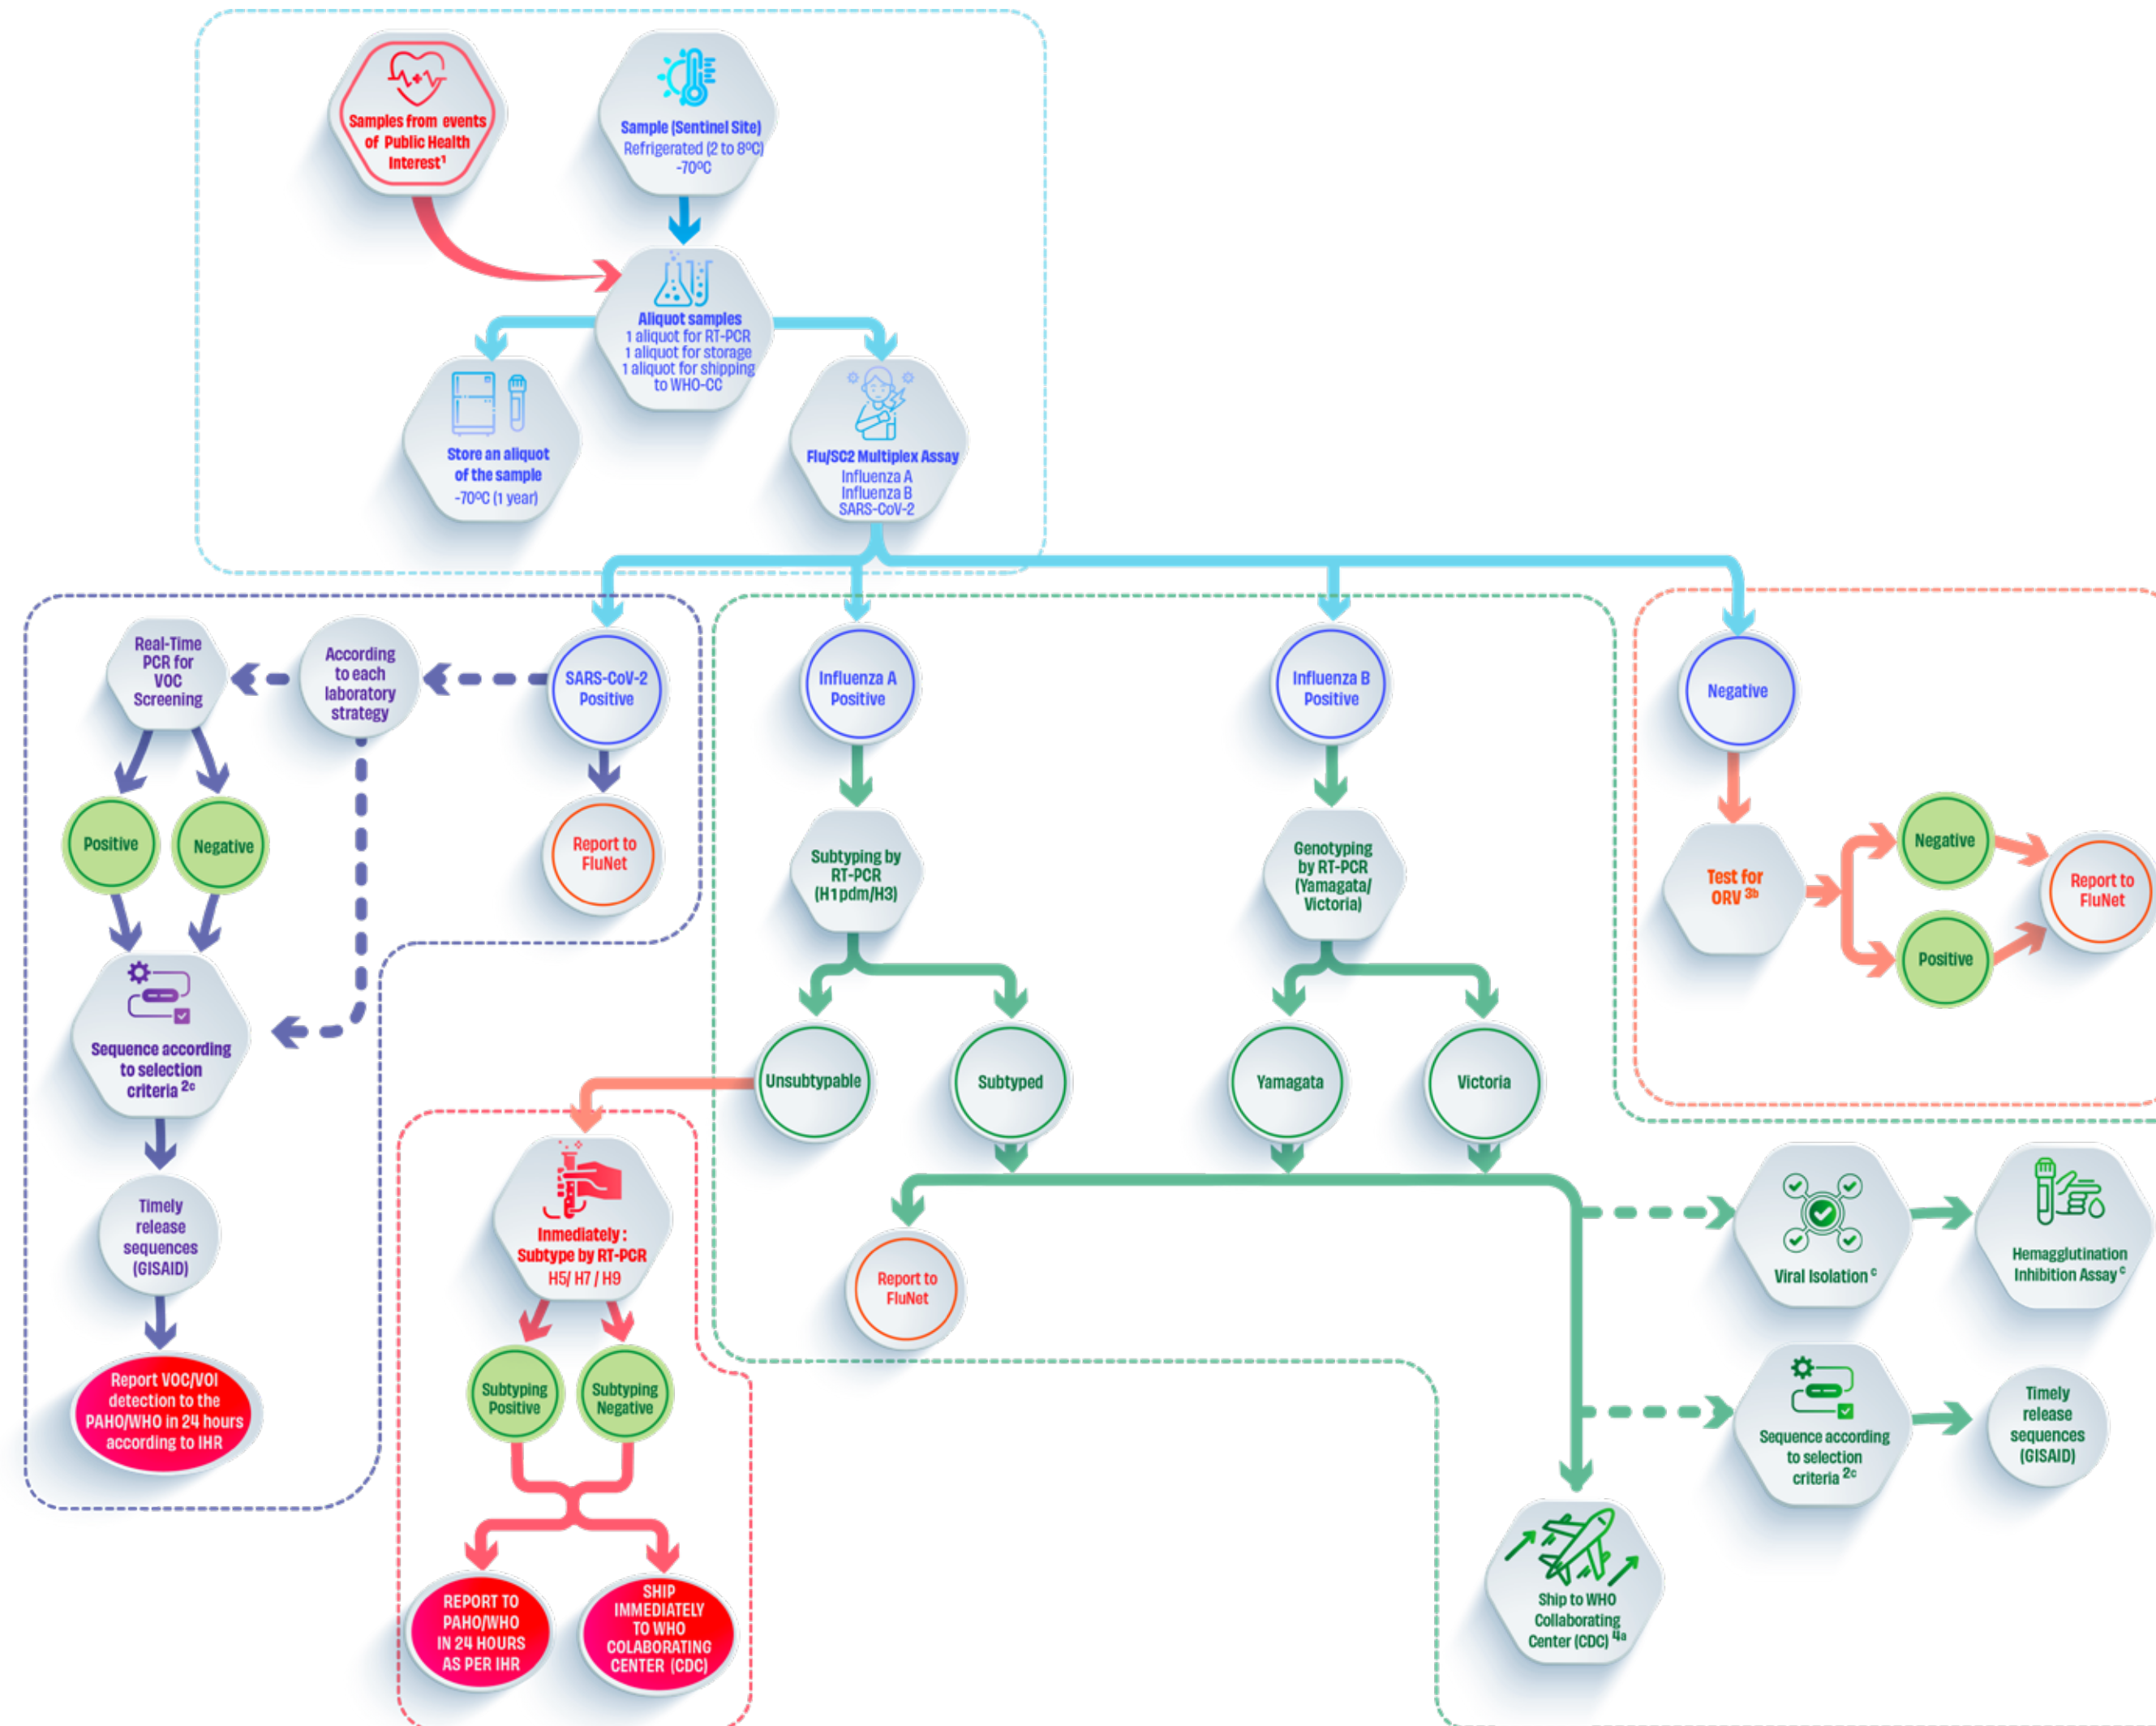 Samples from events
of Public Health
Interest¹
Sample (Sentinel Site)
Refrigerated (2 to 8ºC)
-70ºC
Aliquot samples
1 aliquot for RT-PCR
1 aliquot for storage
1 aliquot for shipping
to WHO-CC
Store an aliquot
of the sample
-70ºC (1 year)
Flu/SC2 Multiplex Assay
Influenza A
Influenza B
SARS-CoV-2
Real-Time
PCR for
VOC
Screening
According
to each
laboratory
strategy
SARS-CoV-2
Positive
Report to
FluNet
Positive
Negative
Sequence according
to selection
criteria 2c
Timely
release
sequences
(GISAID)
Report VOC/VOI
detection to the
PAHO/WHO in 24 hours
according to IHR
Influenza A
Positive
Subtyping by
RT-PCR
(H1pdm/H3)
Unsubtypable
Subtyped
Influenza B
Positive
Genotyping
by RT-PCR
(Yamagata/
Victoria)
Yamagata
Victoria
Report to
FluNet
Negative
Test for
ORV 3b
Negative
Positive
Report to
FluNet
Inmediately :
Subtype by RT-PCR
H5/ H7 / H9
Subtyping
Positive
Subtyping
Negative
REPORT TO
PAHO/WHO
IN 24 HOURS
AS PER IHR
SHIP
IMMEDIATELY
TO WHO
COLABORATING
CENTER (CDC)
Viral Isolation c
Hemagglutination
Inhibition Assay c
Sequence according
to selection
criteria 2c
Timely
release
sequences
(GISAID)
Ship to WHO
Collaborating
Center (CDC) 4a